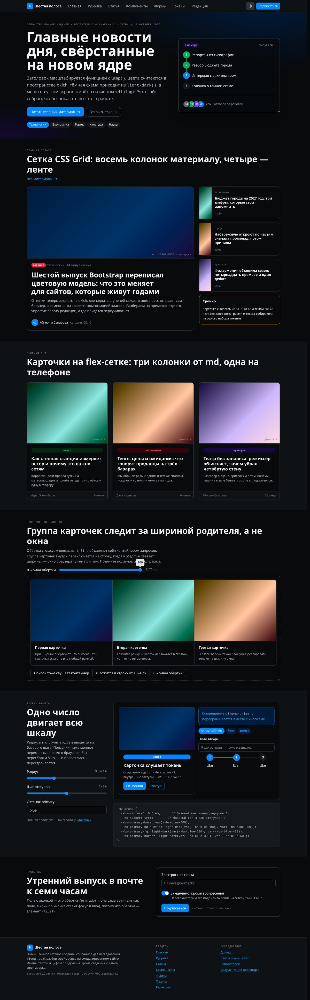 6 Шестая полоса Главная Рубрика Статья Компоненты Формы Токены Редакция Подписаться
ДЕМОНСТРАЦИОННОЕ ИЗДАНИЕ · BOOTSTRAP 6.0.0-ALPHA.1 · ПЯТНИЦА, 9 ОКТЯБРЯ 2026
Главные новости
дня, свёрстанные
на новом ядре
Заголовок масштабируется функцией clamp(), цвета считаются в
пространстве oklch, тёмная схема приходит из light-dark(), а
меню на узком экране живёт в нативном <dialog>. Этот сайт
собран, чтобы показать всё это в работе.
Читать главный материал Открыть токены
Технологии Экономика Город Культура Наука
в номере выпуск № 6
1 Репортаж из типографии
2 Разбор бюджета города
3 Интервью с архитектором
4 Колонка о тёмной схеме
+4 ДК АС семь авторов за работой
ГЛАВНАЯ ПОЛОСА
Сетка CSS Grid: восемь колонок материалу, четыре —
ленте
Все материалы
фото 2400×1030 · заглушка
главное технологии · 14 минут чтения
Шестой выпуск Bootstrap переписал
цветовую модель: что это меняет
для сайтов, которые живут годами
Оттенки теперь задаются в oklch, двенадцать ступеней каждого цвета рассчитывает сам
браузер, а компоненты красятся композицией классов. Разбираем на примерах, где это
упростит работу редакции, а где придётся переучиваться.
АС Айгерим Сапарова · сегодня, 08:40
экономика
Бюджет города на 2027 год: три
цифры, которые стоит
запомнить
11:20
город
Набережную откроют по частям:
сначала променад, потом
причалы
10:05
культура
Филармония объявила сезон:
четырнадцать премьер и один
дебют
09:30
Срочно
Карточка с классом card-subtle и темой theme-
warning: цвет фона, рамки и текста собираются
из одного набора токенов.
РУБРИКИ ДНЯ
Карточки на flex-сетке: три колонки от md, одна на
телефоне
фото 4:3
наука
Как степная станция измеряет
ветер и почему это важно
сетям
Корреспондент провёл сутки на
метеоплощадке и привёз оттуда три графика и
одну метафору.
Марат Жаксыбеков 8 минут
фото 4:3
экономика
Тенге, цены и ожидания: что
говорят продавцы на трёх
базарах
Мы обошли ряды с одним и тем же списком
покупок и сравнили чеки за полгода.
Дана Касымова 6 минут
фото 4:3
культура
Театр без занавеса: режиссёр
объясняет, зачем убрал
четвёртую стену
Разговор о сцене, зрителях и о том, почему
тишина в зале бывает громче аплодисментов.
Айгерим Сапарова 12 минут
КОНТЕЙНЕРНЫЕ ЗАПРОСЫ
Группа карточек следит за шириной родителя, а не
окна
Обёртка с классом contains-inline объявляет себя контейнером запросов.
Группа карточек внутри переключается на строку, когда у обёртки хватает
ширины, — окно браузера тут ни при чём. Потяните ползунок рамки.
100
Ширина обёртки 1176 px
Первая карточка
При ширине обёртки от 576 пикселей три
карточки встают в ряд с общей рамкой.
Вторая карточка
Сожмите рамку — карточки сложатся в столбик,
хотя окно не менялось.
Третья карточка
В пятой версии такой блок умел реагировать
только на ширину окна.
Список тоже слушает контейнер и ложится в строку от 1024 px ширины обёртки
ТОКЕНЫ ВЖИВУЮ
Одно число
двигает всю
шкалу
Радиусы и отступы в ядре выводятся из
базового шага. Ползунки ниже меняют
переменные прямо в браузере, без
пересборки Sass, — и правая часть
перестраивается.
Радиус 0.5rem
Шаг отступов 1rem
Оттенок primary
blue
Полная площадка — на странице «Токены».
новое
Карточка слушает токены
Скругления идут от --bs-radius-5,
внутренние отступы — от --bs-spacer.
Основная Контур
Оповещение с theme-primary
перекрашивается вместе с кнопками.
Активный чип Чип значок
Поле ввода
Радиус поля — тоже из шкалы
1 2 3
Шаг Шаг Шаг
.my-brand {
--bs-radius-5: 0.5rem; /* базовый шаг шкалы радиусов */
--bs-spacer: 1rem; /* базовый шаг шкалы отступов */
--bs-primary-base: var(--bs-blue-500);
--bs-primary-bg-subtle: light-dark(var(--bs-blue-100), var(--bs-blue-900));
--bs-primary-fg: light-dark(var(--bs-blue-600), var(--bs-blue-400));
--bs-primary-border: light-dark(var(--bs-blue-300), var(--bs-blue-600));
}
РАССЫЛКА
Утренний выпуск в почте
к семи часам
Поле с иконкой — это обёртка form-adorn: она сама выглядит как
поле, а клик по иконке ставит фокус в ввод, потому что обёртка —
элемент <label>.
Электронная почта
imya@primer.kz
Ежедневно, кроме воскресенья
Переключатель и его подпись выровнены сеткой form-field.
Подписаться Без спама. Отписка в один клик.
6 Шестая полоса
Вымышленное сетевое издание, собранное для исследования
«Bootstrap 6: разбор фреймворка на смоделированном сайте».
Имена, тексты и цифры придуманы, кроме сведений о самом
фреймворке.
Bootstrap 6.0.0-alpha.1 · сборка демо 2026-10-09 06:04 UTC · редакция 1.0
РАЗДЕЛЫ
Главная
Рубрика
Статья
Компоненты
Формы
Токены
Редакция
ИССЛЕДОВАНИЕ
Доклад
Сайт в скриншотах
Репозиторий
Документация Bootstrap 6